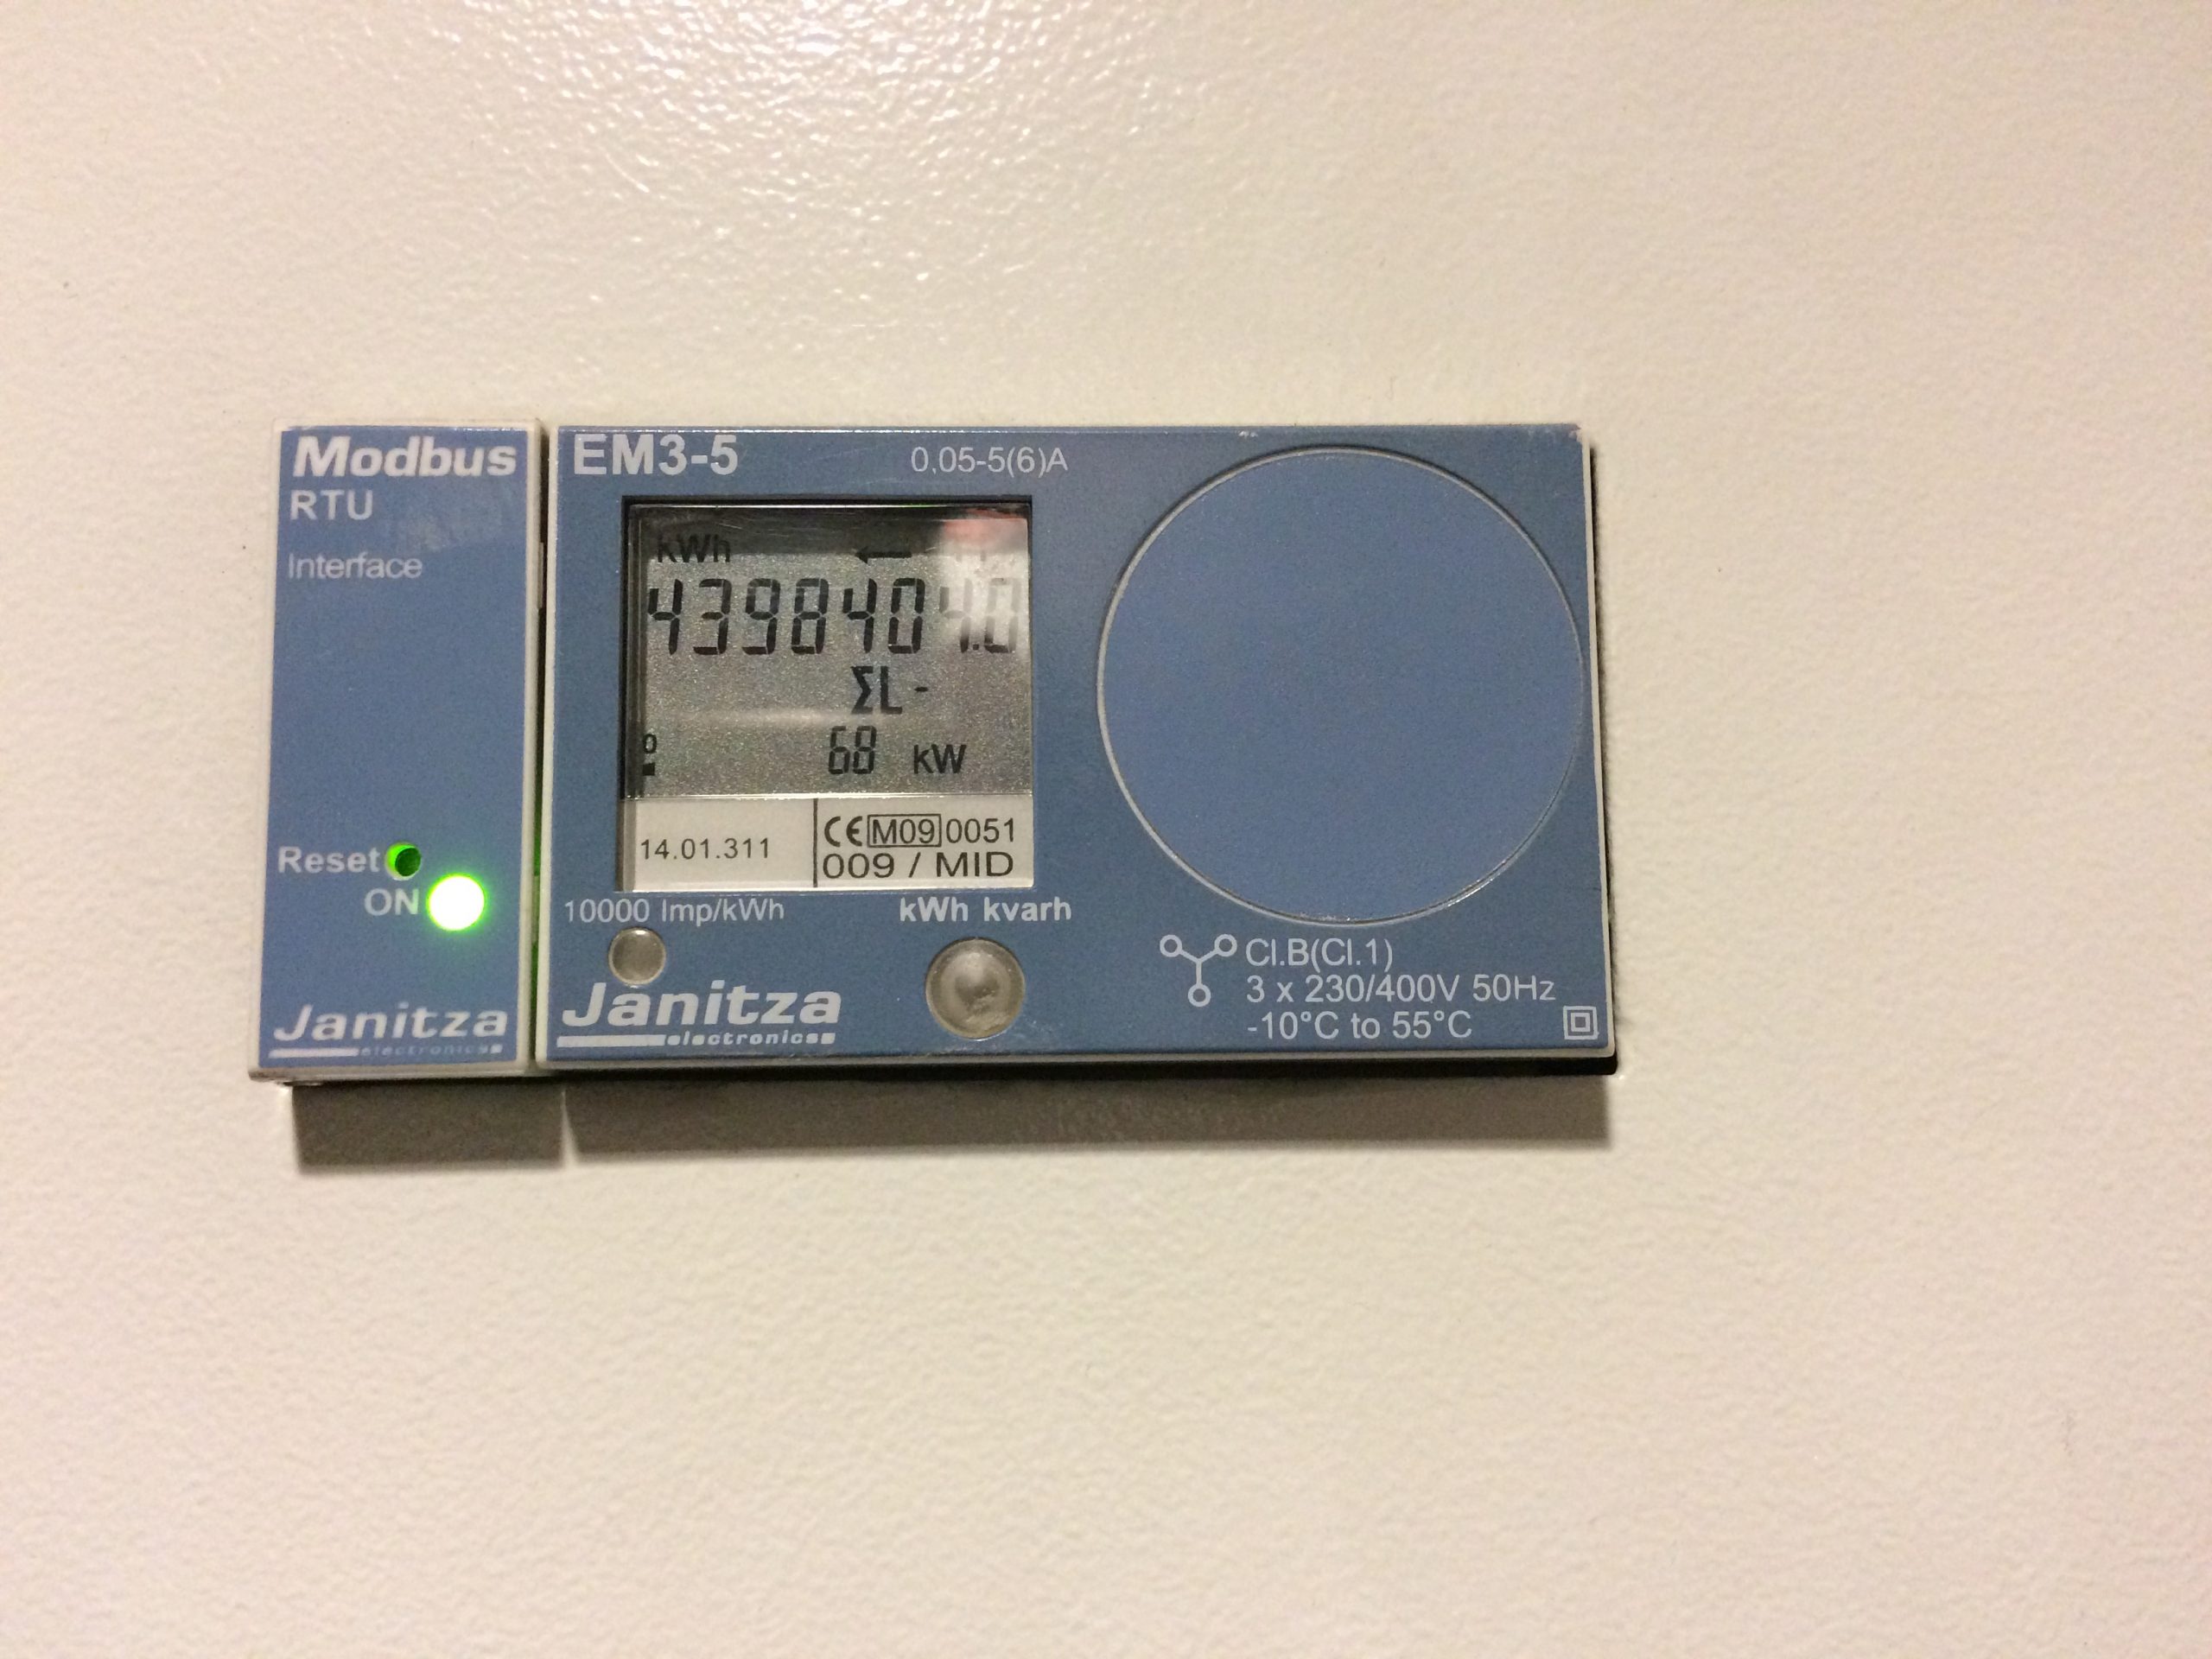 Modbus
RTU
Interface
Reset
ON
Janitza
electronics
EM3-5
0,05-5(6)A
kWh ←
4398404.0
ΣL-
68 kW
14.01.311
CE M09 0051
009 / MID
10000 Imp/kWh
kWh kvarh
Janitza
electronics
Cl.B(Cl.1)
3 x 230/400V 50Hz
-10°C to 55°C